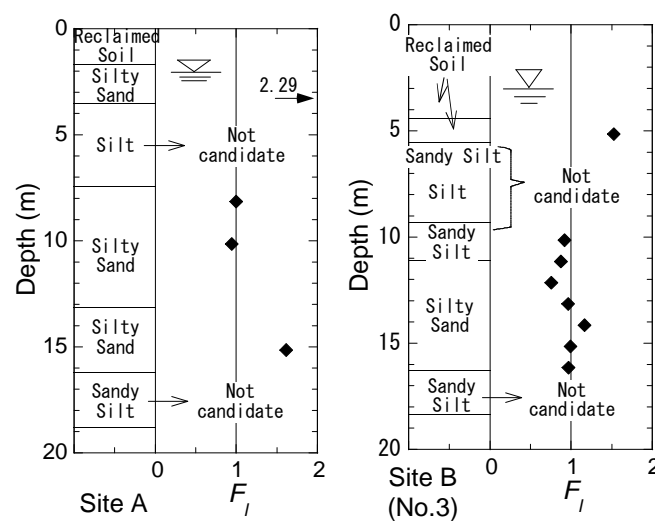 0
5
10
15
20
Depth (m)
Reclaimed
Soil
Silty
Sand
Silt
Silty
Sand
Silty
Sand
Sandy
Silt
2.29
Not
candidate
Not
candidate
0
1
2
Site A
F_l
0
5
10
15
20
Depth (m)
Reclaimed
Soil
Sandy Silt
Silt
Sandy
Silt
Silty
Sand
Sandy
Silt
Not
candidate
Not
candidate
0
1
2
Site B
(No.3)
F_l